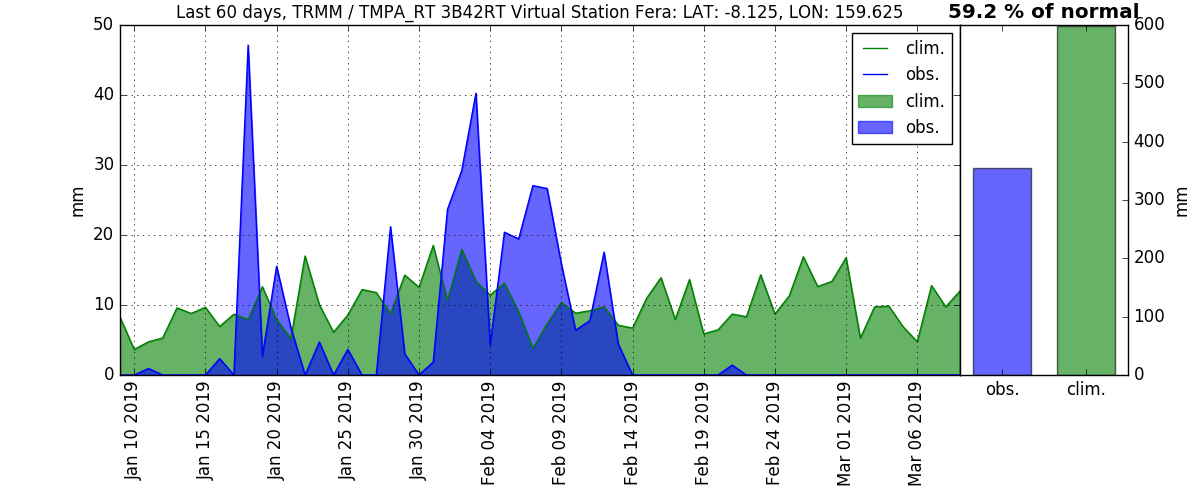 Last 60 days, TRMM / TMPA_RT 3B42RT Virtual Station Fera: LAT: -8.125, LON: 159.625
59.2 % of normal
50
40
30
20
10
0
mm
clim.
obs.
clim.
obs.
600
500
400
300
200
100
0
mm
obs.
clim.
Jan 10 2019
Jan 15 2019
Jan 20 2019
Jan 25 2019
Jan 30 2019
Feb 04 2019
Feb 09 2019
Feb 14 2019
Feb 19 2019
Feb 24 2019
Mar 01 2019
Mar 06 2019